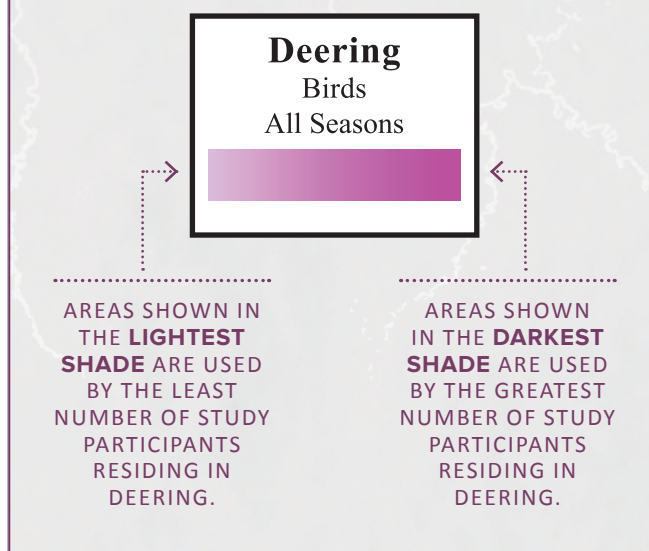 Deering
Birds
All Seasons
AREAS SHOWN IN
THE LIGHTEST
SHADE ARE USED
BY THE LEAST
NUMBER OF STUDY
PARTICIPANTS
RESIDING IN
DEERING.
AREAS SHOWN
IN THE DARKEST
SHADE ARE USED
BY THE GREATEST
NUMBER OF STUDY
PARTICIPANTS
RESIDING IN
DEERING.